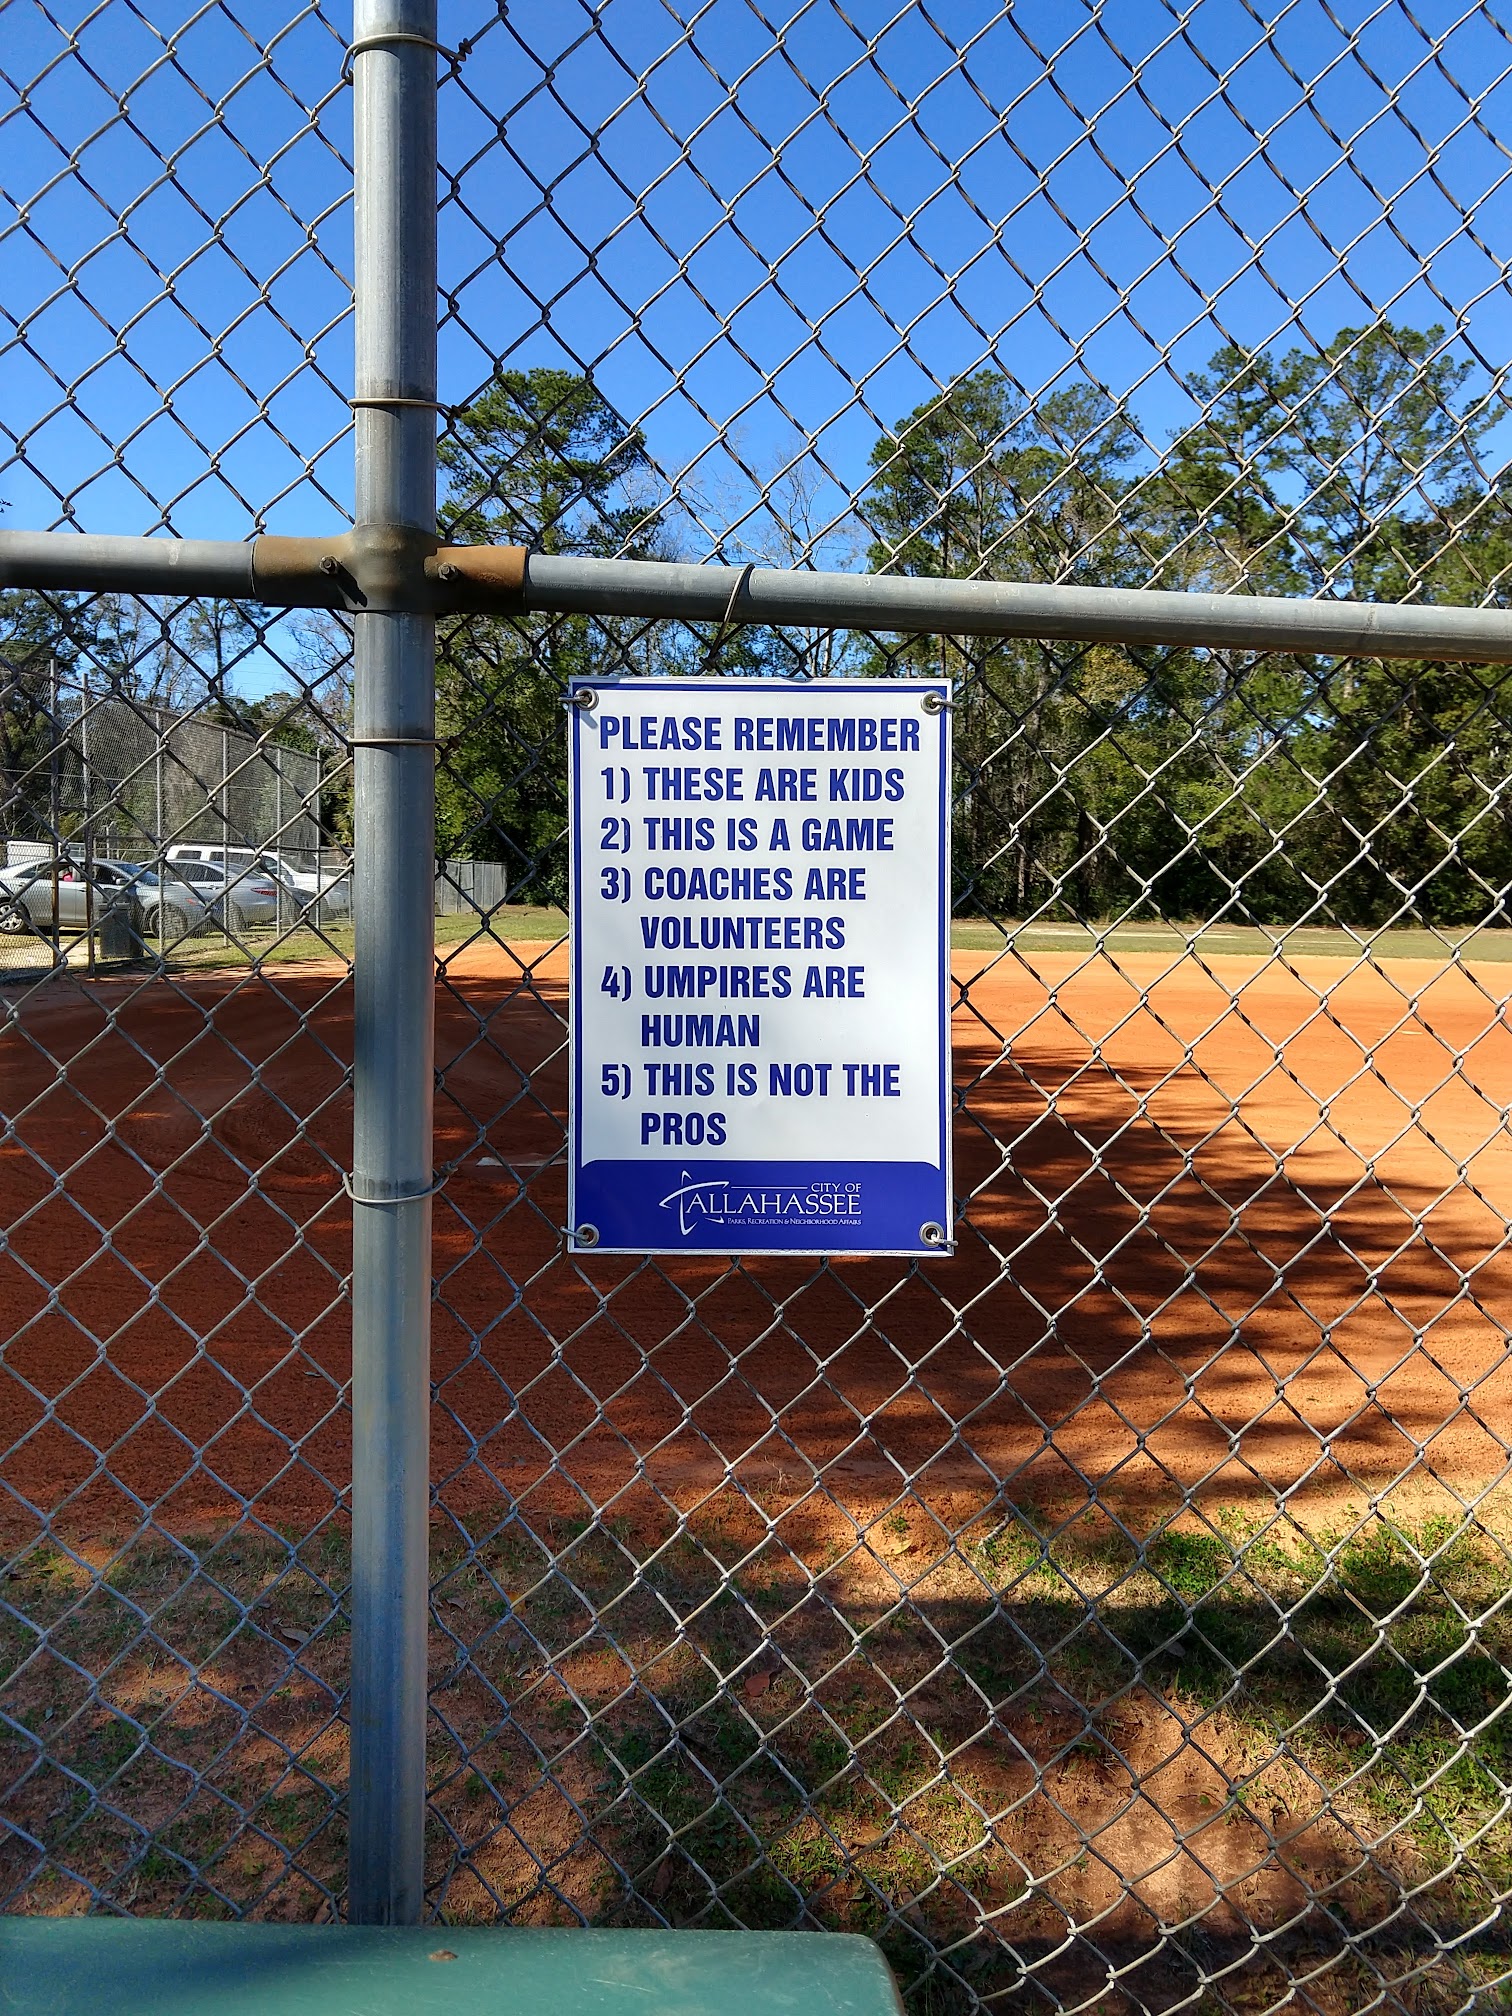 PLEASE REMEMBER
1) THESE ARE KIDS
2) THIS IS A GAME
3) COACHES ARE
VOLUNTEERS
4) UMPIRES ARE
HUMAN
5) THIS IS NOT THE
PROS
CITY OF
TALLAHASSEE
PARKS, RECREATION & NEIGHBORHOOD AFFAIRS